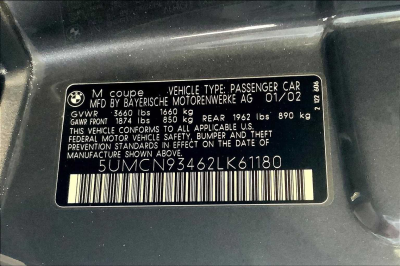 BMW
M coupe VEHICLE TYPE: PASSENGER CAR
MFD BY BAYERISCHE MOTORENWERKE AG 01/02
GVWR 3660 lbs 1660 kg
GAWR FRONT 1874 lbs 850 kg REAR 1962 lbs 890 kg
THIS VEHICLE CONFORMS TO ALL APPLICABLE U.S.
FEDERAL MOTOR VEHICLE SAFETY, BUMPER AND THEFT
PREVENTION STANDARDS IN EFFECT ON THE
DATE OF MANUFACTURE SHOWN ABOVE.
5UMCN93462LK61180